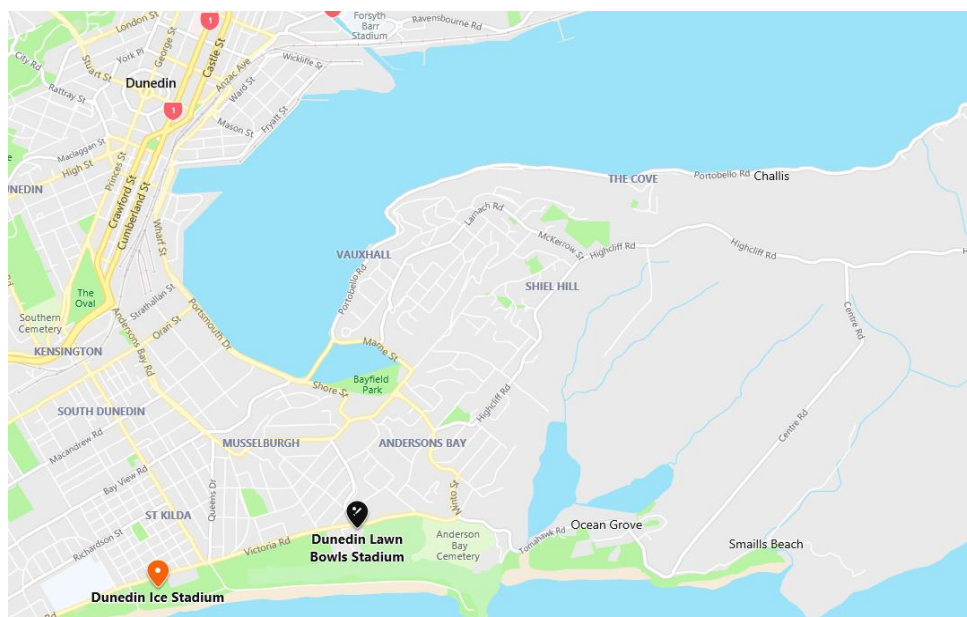 Forsyth
Barr
Stadium
Ravensbourne Rd
1
London St
George St
Castle St
York Pl
City Rd
Stuart St
Anzac Ave
Wickliffe St
Dunedin
Ward St
Rattray St
1
Mason St
Fryatt St
Maclaggan St
High St
Princes St
UNEDIN
Crawford St
Cumberland St
Wharf St
THE COVE
Portobello Rd
Challis
Larnach Rd
McKerrow St
Highcliff Rd
Highcliff Rd
H
VAUXHALL
Portobello Rd
SHIEL HILL
The
Oval
Strathallan St
Southern
Cemetery
Orari St
Portsmouth Dr
Andersons Bay Rd
Centre Rd
KENSINGTON
Marne St
Shore St
Bayfield
Park
Highcliff Rd
SOUTH DUNEDIN
MUSSELBURGH
ANDERSONS BAY
Macandrew Rd
Centre Rd
Bay View Rd
Queens Dr
Silverton St
ST KILDA
Richardson St
Victoria Rd
Dunedin Lawn
Bowls Stadium
Anderson
Bay
Cemetery
Tomahawk Rd
Ocean Grove
Smaills Beach
Dunedin Ice Stadium